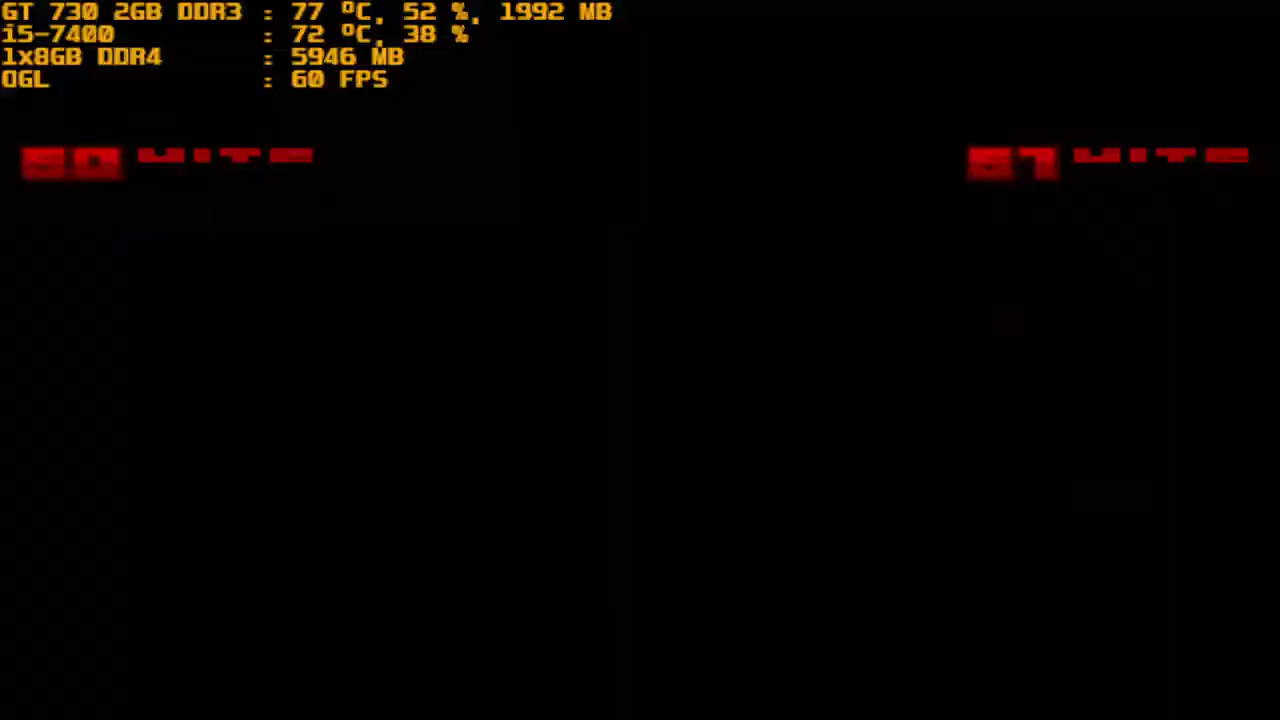 GT 730 2GB DDR3 : 77 ºC, 52 %, 1992 MB
i5-7400 : 72 ºC, 38 %
1x8GB DDR4 : 5946 MB
OGL : 60 FPS